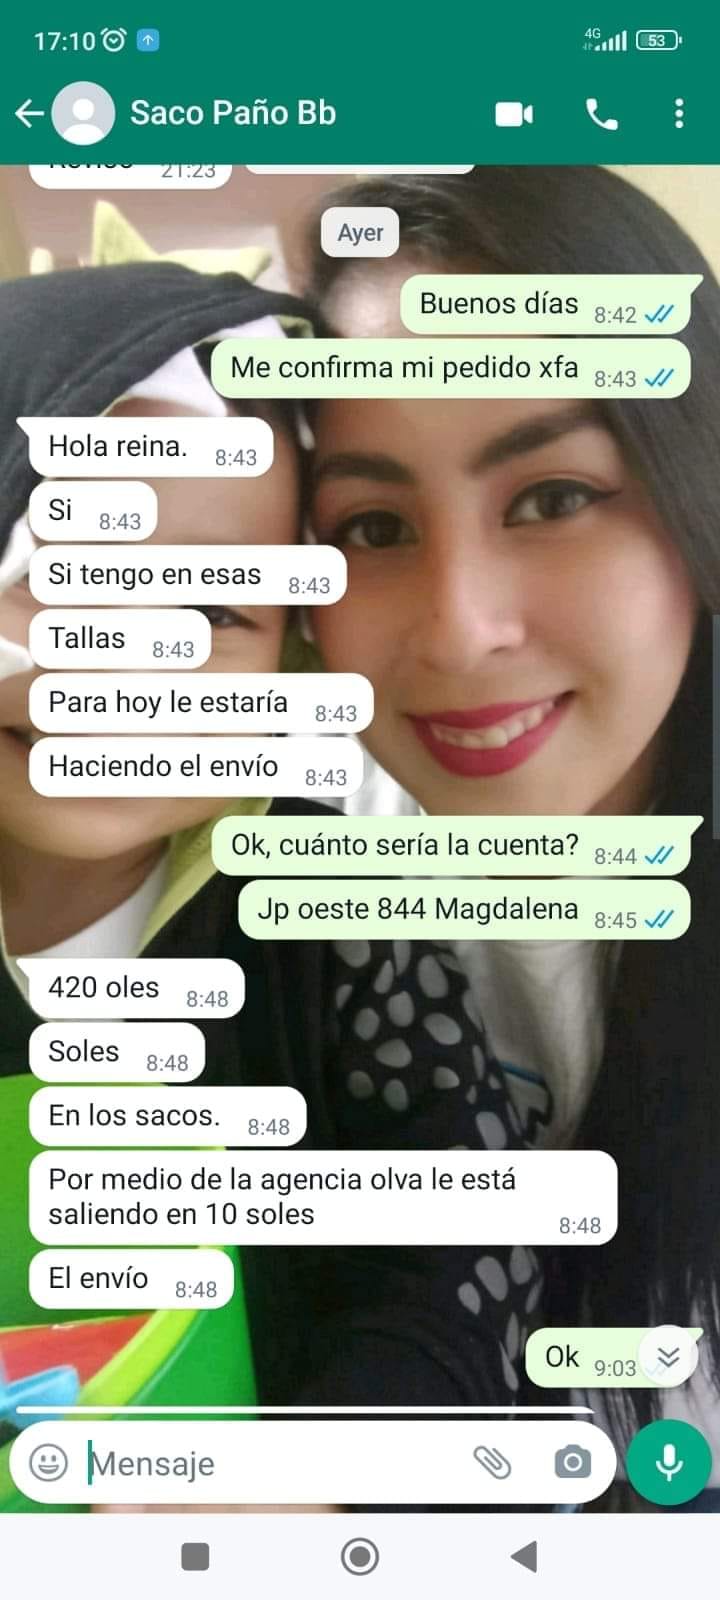 17:10
4G
53
Saco Paño Bb
21:23
Ayer
Buenos días 8:42
Me confirma mi pedido xfa 8:43
Hola reina. 8:43
Si 8:43
Si tengo en esas 8:43
Tallas 8:43
Para hoy le estaría 8:43
Haciendo el envío 8:43
Ok, cuánto sería la cuenta? 8:44
Jp oeste 844 Magdalena 8:45
420 oles 8:48
Soles 8:48
En los sacos. 8:48
Por medio de la agencia olva le está
saliendo en 10 soles 8:48
El envío 8:48
Ok 9:03
Mensaje